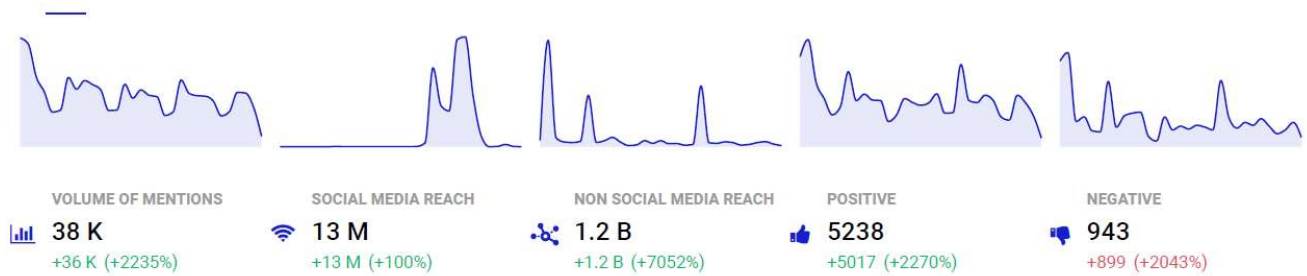 VOLUME OF MENTIONS
38 K
+36 K (+2235%)
SOCIAL MEDIA REACH
13 M
+13 M (+100%)
NON SOCIAL MEDIA REACH
1.2 B
+1.2 B (+7052%)
POSITIVE
5238
+5017 (+2270%)
NEGATIVE
943
+899 (+2043%)